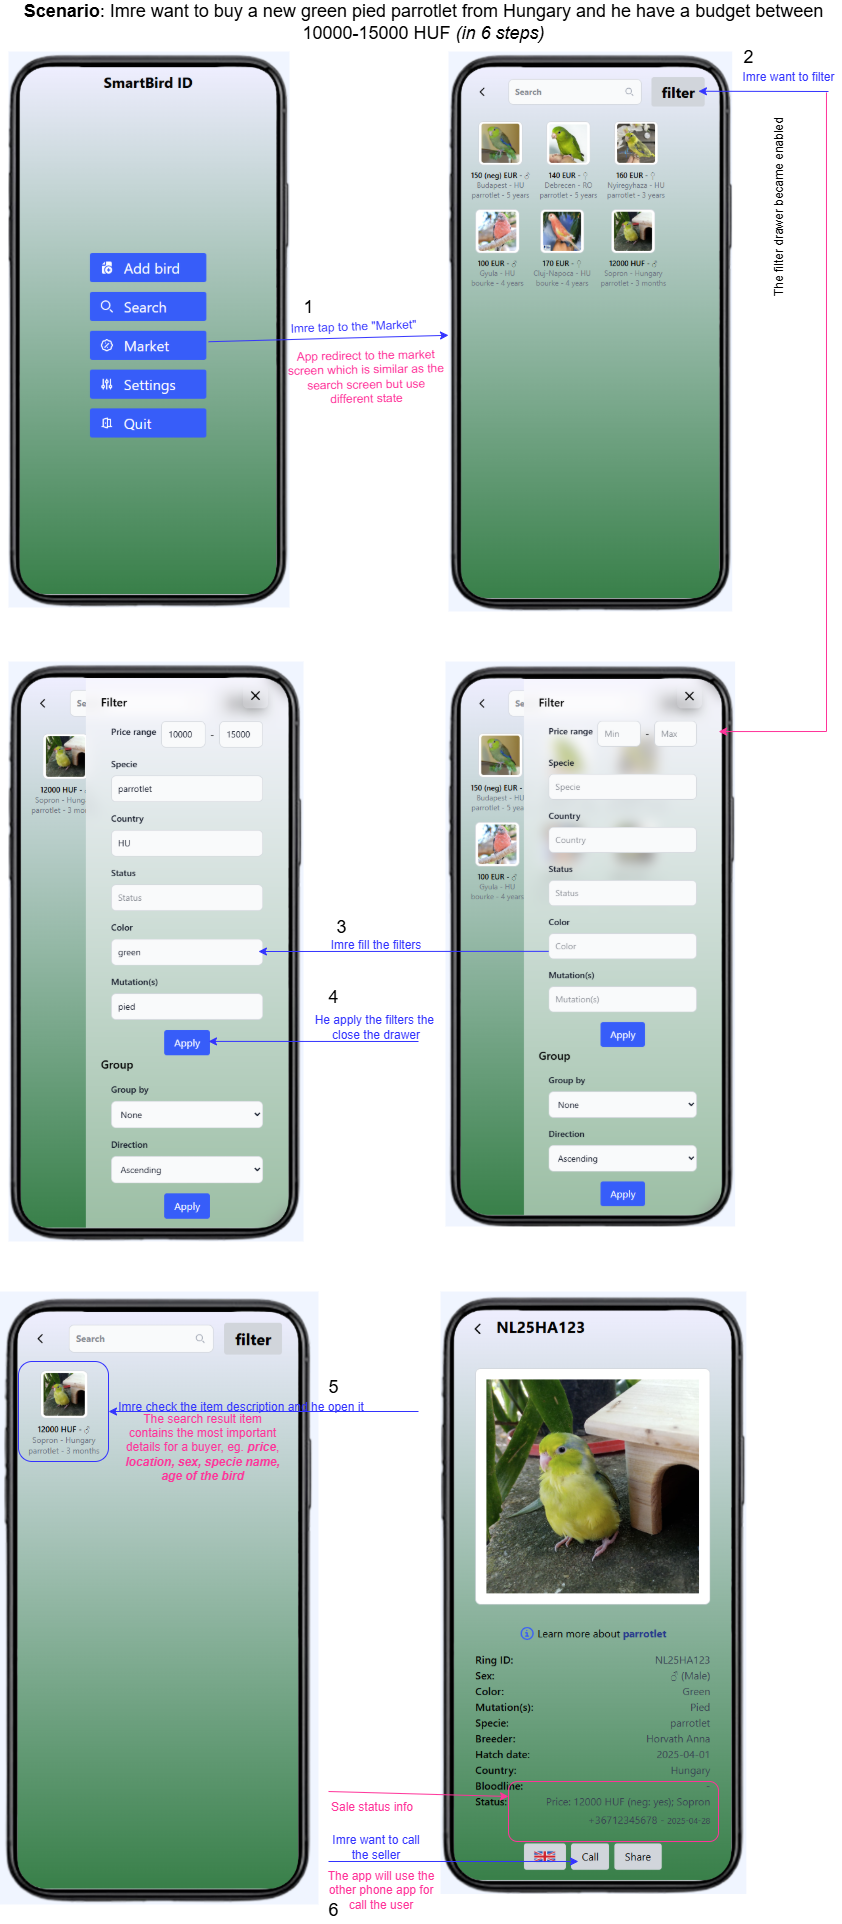 Scenario: Imre want to buy a new green pied parrotlet from Hungary and he have a budget between
10000-15000 HUF (in 6 steps)
SmartBird ID
Add bird
Search
Market
Settings
Quit
1
Imre tap to the "Market"
App redirect to the market
screen which is similar as the
search screen but use
different state
Search
filter
150 (neg) EUR - ♂
Budapest - HU
parrotlet - 5 years
140 EUR - ♀
Debrecen - RO
parrotlet - 5 years
160 EUR - ♀
Nyiregyhaza - HU
parrotlet - 3 years
100 EUR - ♂
Gyula - HU
bourke - 4 years
170 EUR - ♀
Cluj-Napoca - HU
bourke - 4 years
12000 HUF - ♂
Sopron - Hungary
parrotlet - 3 months
2
Imre want to filter
The filter drawer became enabled
Se
12000 HUF -
Sopron - Hung
parrotlet - 3 mo
Filter
Price range
10000
-
15000
Specie
parrotlet
Country
HU
Status
Status
Color
green
Mutation(s)
pied
Apply
Group
Group by
None
Direction
Ascending
Apply
3
Imre fill the filters
4
He apply the filters the
close the drawer
S
150 (neg) EUR -
Budapest - HU
parrotlet - 5 yea
100 EUR - ♂
Gyula - HU
bourke - 4 years
Filter
Price range
Min
-
Max
Specie
Specie
Country
Country
Status
Status
Color
Color
Mutation(s)
Mutation(s)
Apply
Group
Group by
None
Direction
Ascending
Apply
Search
filter
12000 HUF - ♂
Sopron - Hungary
parrotlet - 3 months
5
Imre check the item description and he open it
The search result item
contains the most important
details for a buyer, eg. price,
location, sex, specie name,
age of the bird
NL25HA123
Learn more about parrotlet
Ring ID: NL25HA123
Sex: ♂ (Male)
Color: Green
Mutation(s): Pied
Specie: parrotlet
Breeder: Horvath Anna
Hatch date: 2025-04-01
Country: Hungary
Bloodline: -
Status: Price: 12000 HUF (neg: yes); Sopron
+36712345678 - 2025-04-28
Call
Share
Sale status info
Imre want to call
the seller
The app will use the
other phone app for
call the user
6